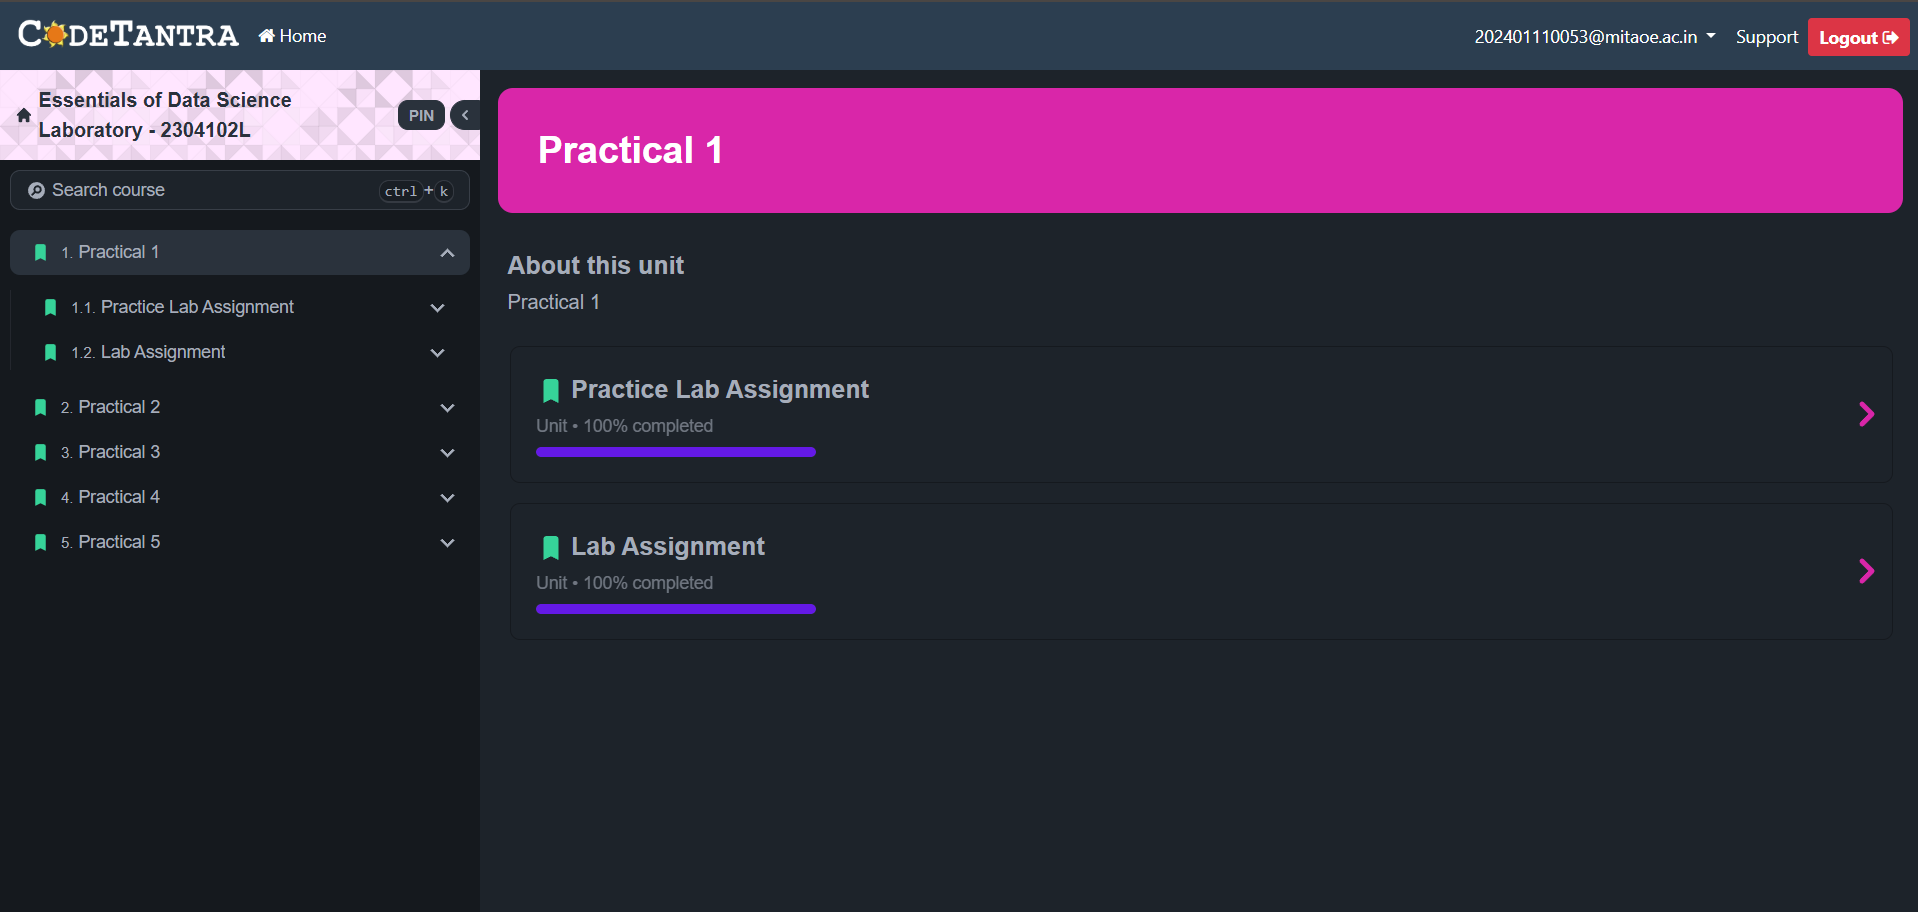 CODETANTRA Home 202401110053@mitaoe.ac.in Support Logout
Essentials of Data Science
Laboratory - 2304102L
PIN
Search course ctrl + k
1. Practical 1
1.1. Practice Lab Assignment
1.2. Lab Assignment
2. Practical 2
3. Practical 3
4. Practical 4
5. Practical 5
Practical 1
About this unit
Practical 1
Practice Lab Assignment
Unit • 100% completed
Lab Assignment
Unit • 100% completed